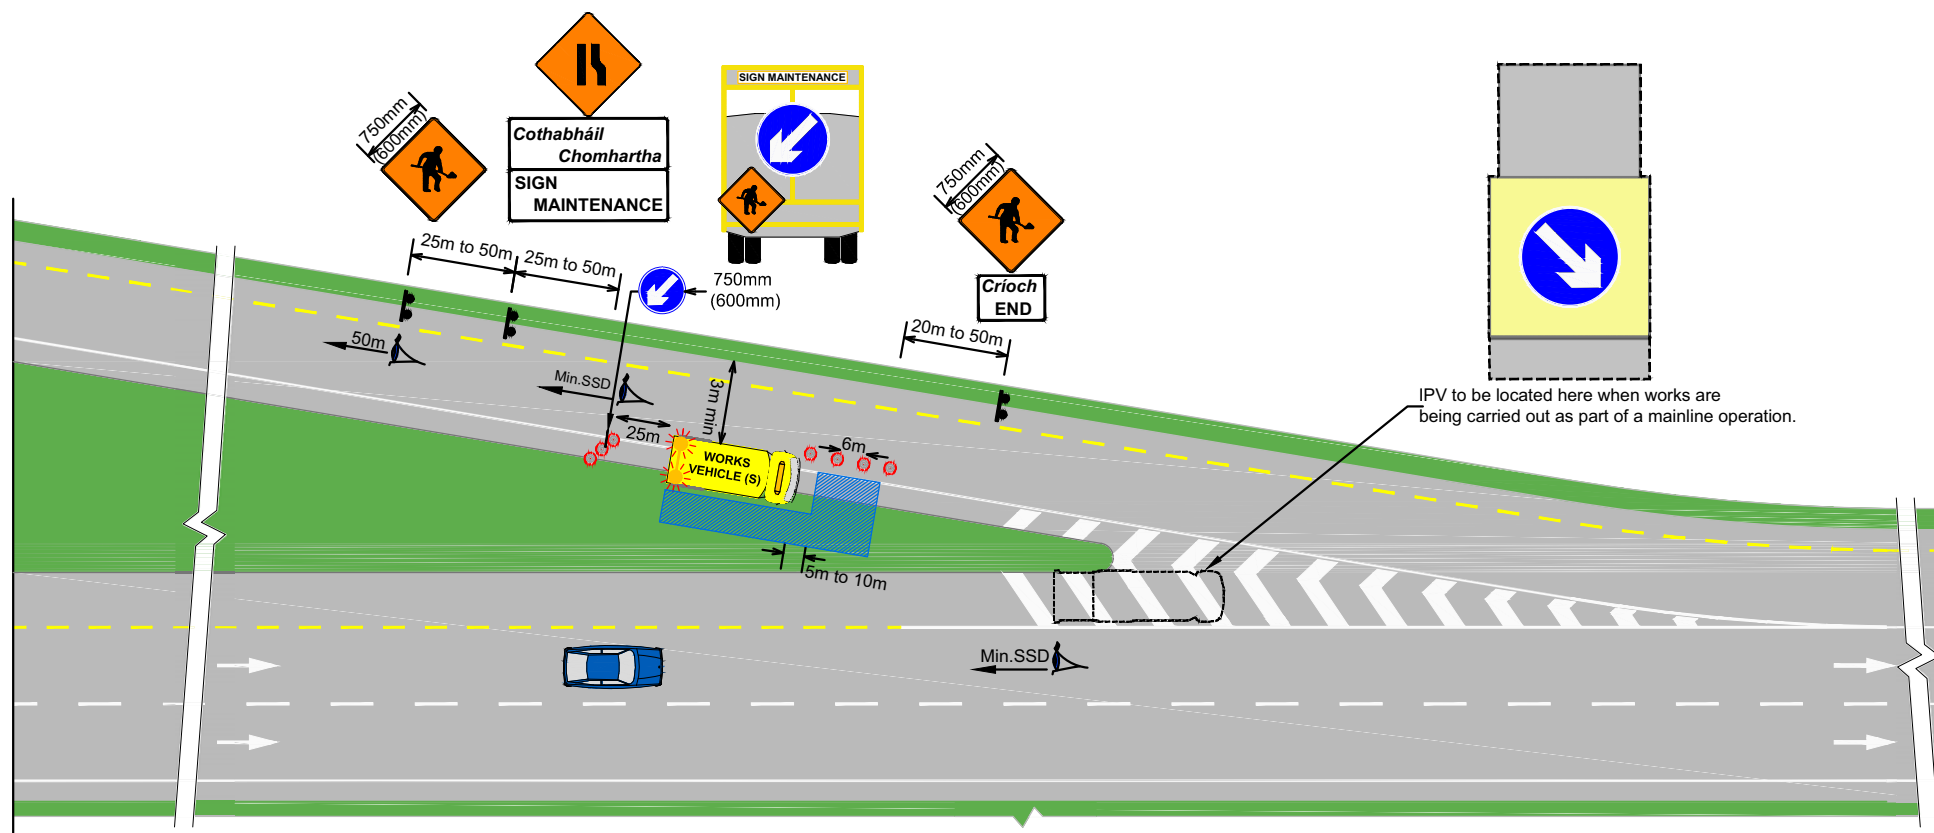 SIGN MAINTENANCE
750mm
(600mm)
Cothabháil
Chomhartha
SIGN
MAINTENANCE
750mm
(600mm)
25m to 50m
25m to 50m
750mm
(600mm)
Críoch
END
20m to 50m
50m
Min.SSD
3m min
25m
6m
WORKS
VEHICLE (S)
5m to 10m
IPV to be located here when works are
being carried out as part of a mainline operation.
Min.SSD